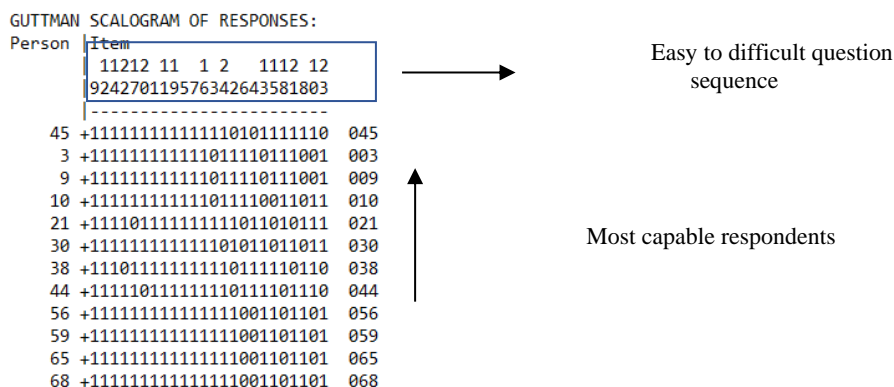 GUTTMAN SCALOGRAM OF RESPONSES:
Person |Item
| 11212 11  1 2   1112 12
|924270119576342643581803
|------------------------
45 +111111111111110101111110 045
3 +111111111111011110111001 003
9 +111111111111011110111001 009
10 +111111111111011110011011 010
21 +111101111111111011010111 021
30 +111111111111101011011011 030
38 +111011111111110111110110 038
44 +111110111111110111101110 044
56 +111111111111111001101101 056
59 +111111111111111001101101 059
65 +111111111111111001101101 065
68 +111111111111111001101101 068
Easy to difficult question
sequence
Most capable respondents